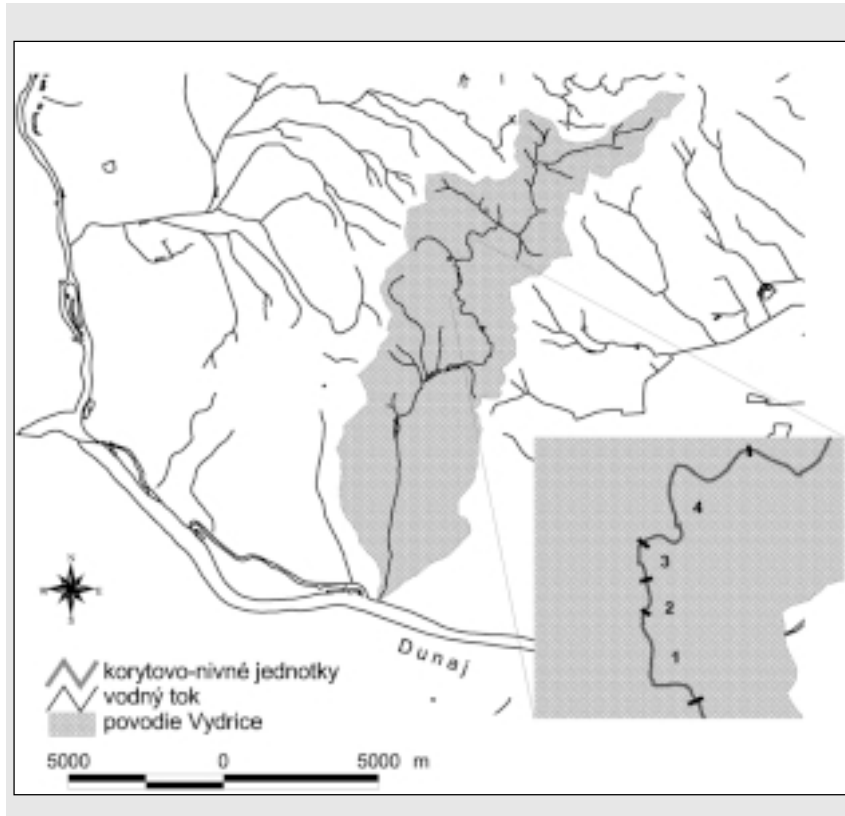 4
3
2
1
Dunaj
korytovo-nivné jednotky
vodný tok
povodie Vydrice
5000 0 5000 m